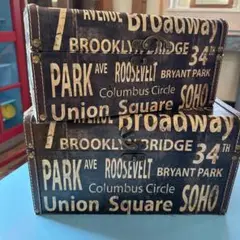 7TH AVENUE Broadway
BROOKLYN BRIDGE 34TH
PARK AVE ROOSEVELT BRYANT PARK
Columbus Circle
Union Square SOHO
Broadway
BROOKLYN BRIDGE 34TH
PARK AVE ROOSEVELT BRYANT PARK
Columbus Circle
Union Square SOHO